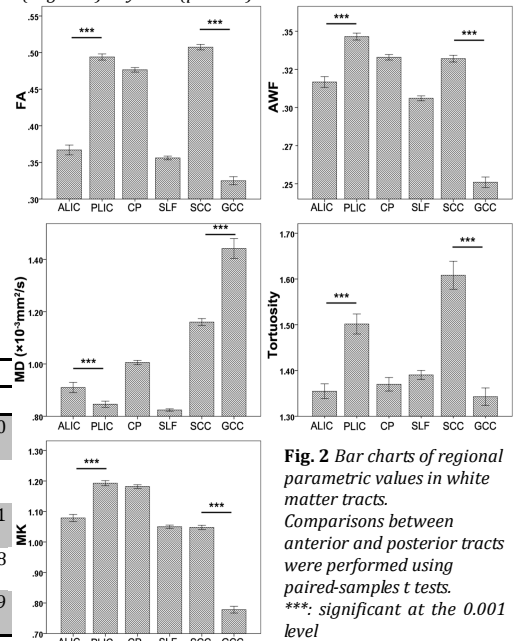 ***
***
.55
.50
.45
.40
.35
.30
FA
ALIC PLIC CP SLF SCC GCC
***
***
.35
.32
.30
.27
.25
AWF
ALIC PLIC CP SLF SCC GCC
***
***
1.40
1.20
1.00
.80
MD (×10⁻³mm²/s)
ALIC PLIC CP SLF SCC GCC
***
***
1.70
1.60
1.50
1.40
1.30
Tortuosity
ALIC PLIC CP SLF SCC GCC
***
***
1.30
1.20
1.10
1.00
.90
.80
.70
MK
Fig. 2 Bar charts of regional
parametric values in white
matter tracts.
Comparisons between
anterior and posterior tracts
were performed using
paired-samples t tests.
***: significant at the 0.001
level